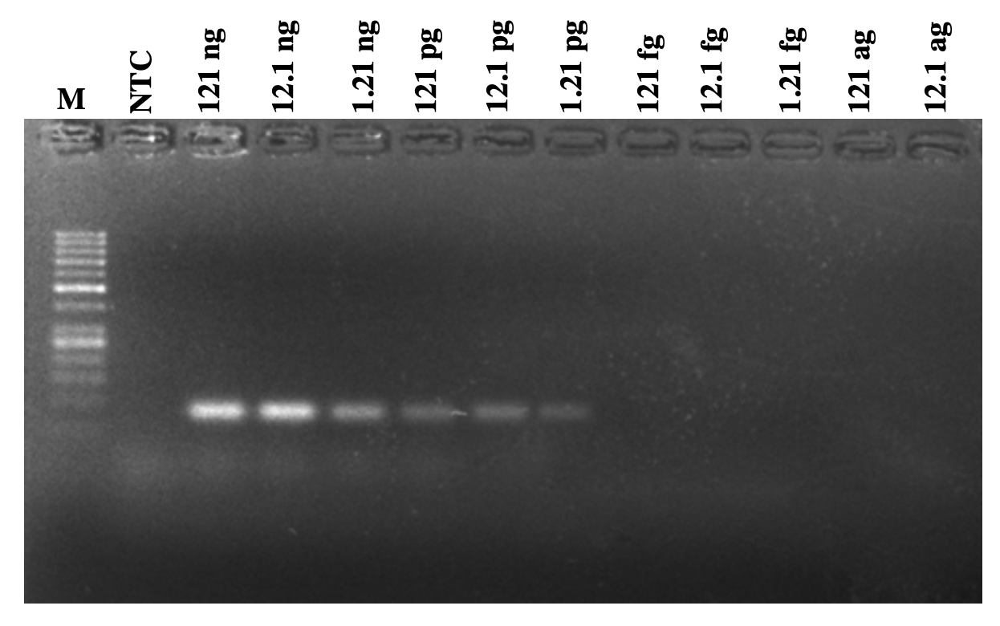 M
NTC
121 ng
12.1 ng
1.21 ng
121 pg
12.1 pg
1.21 pg
121 fg
12.1 fg
1.21 fg
121 ag
12.1 ag